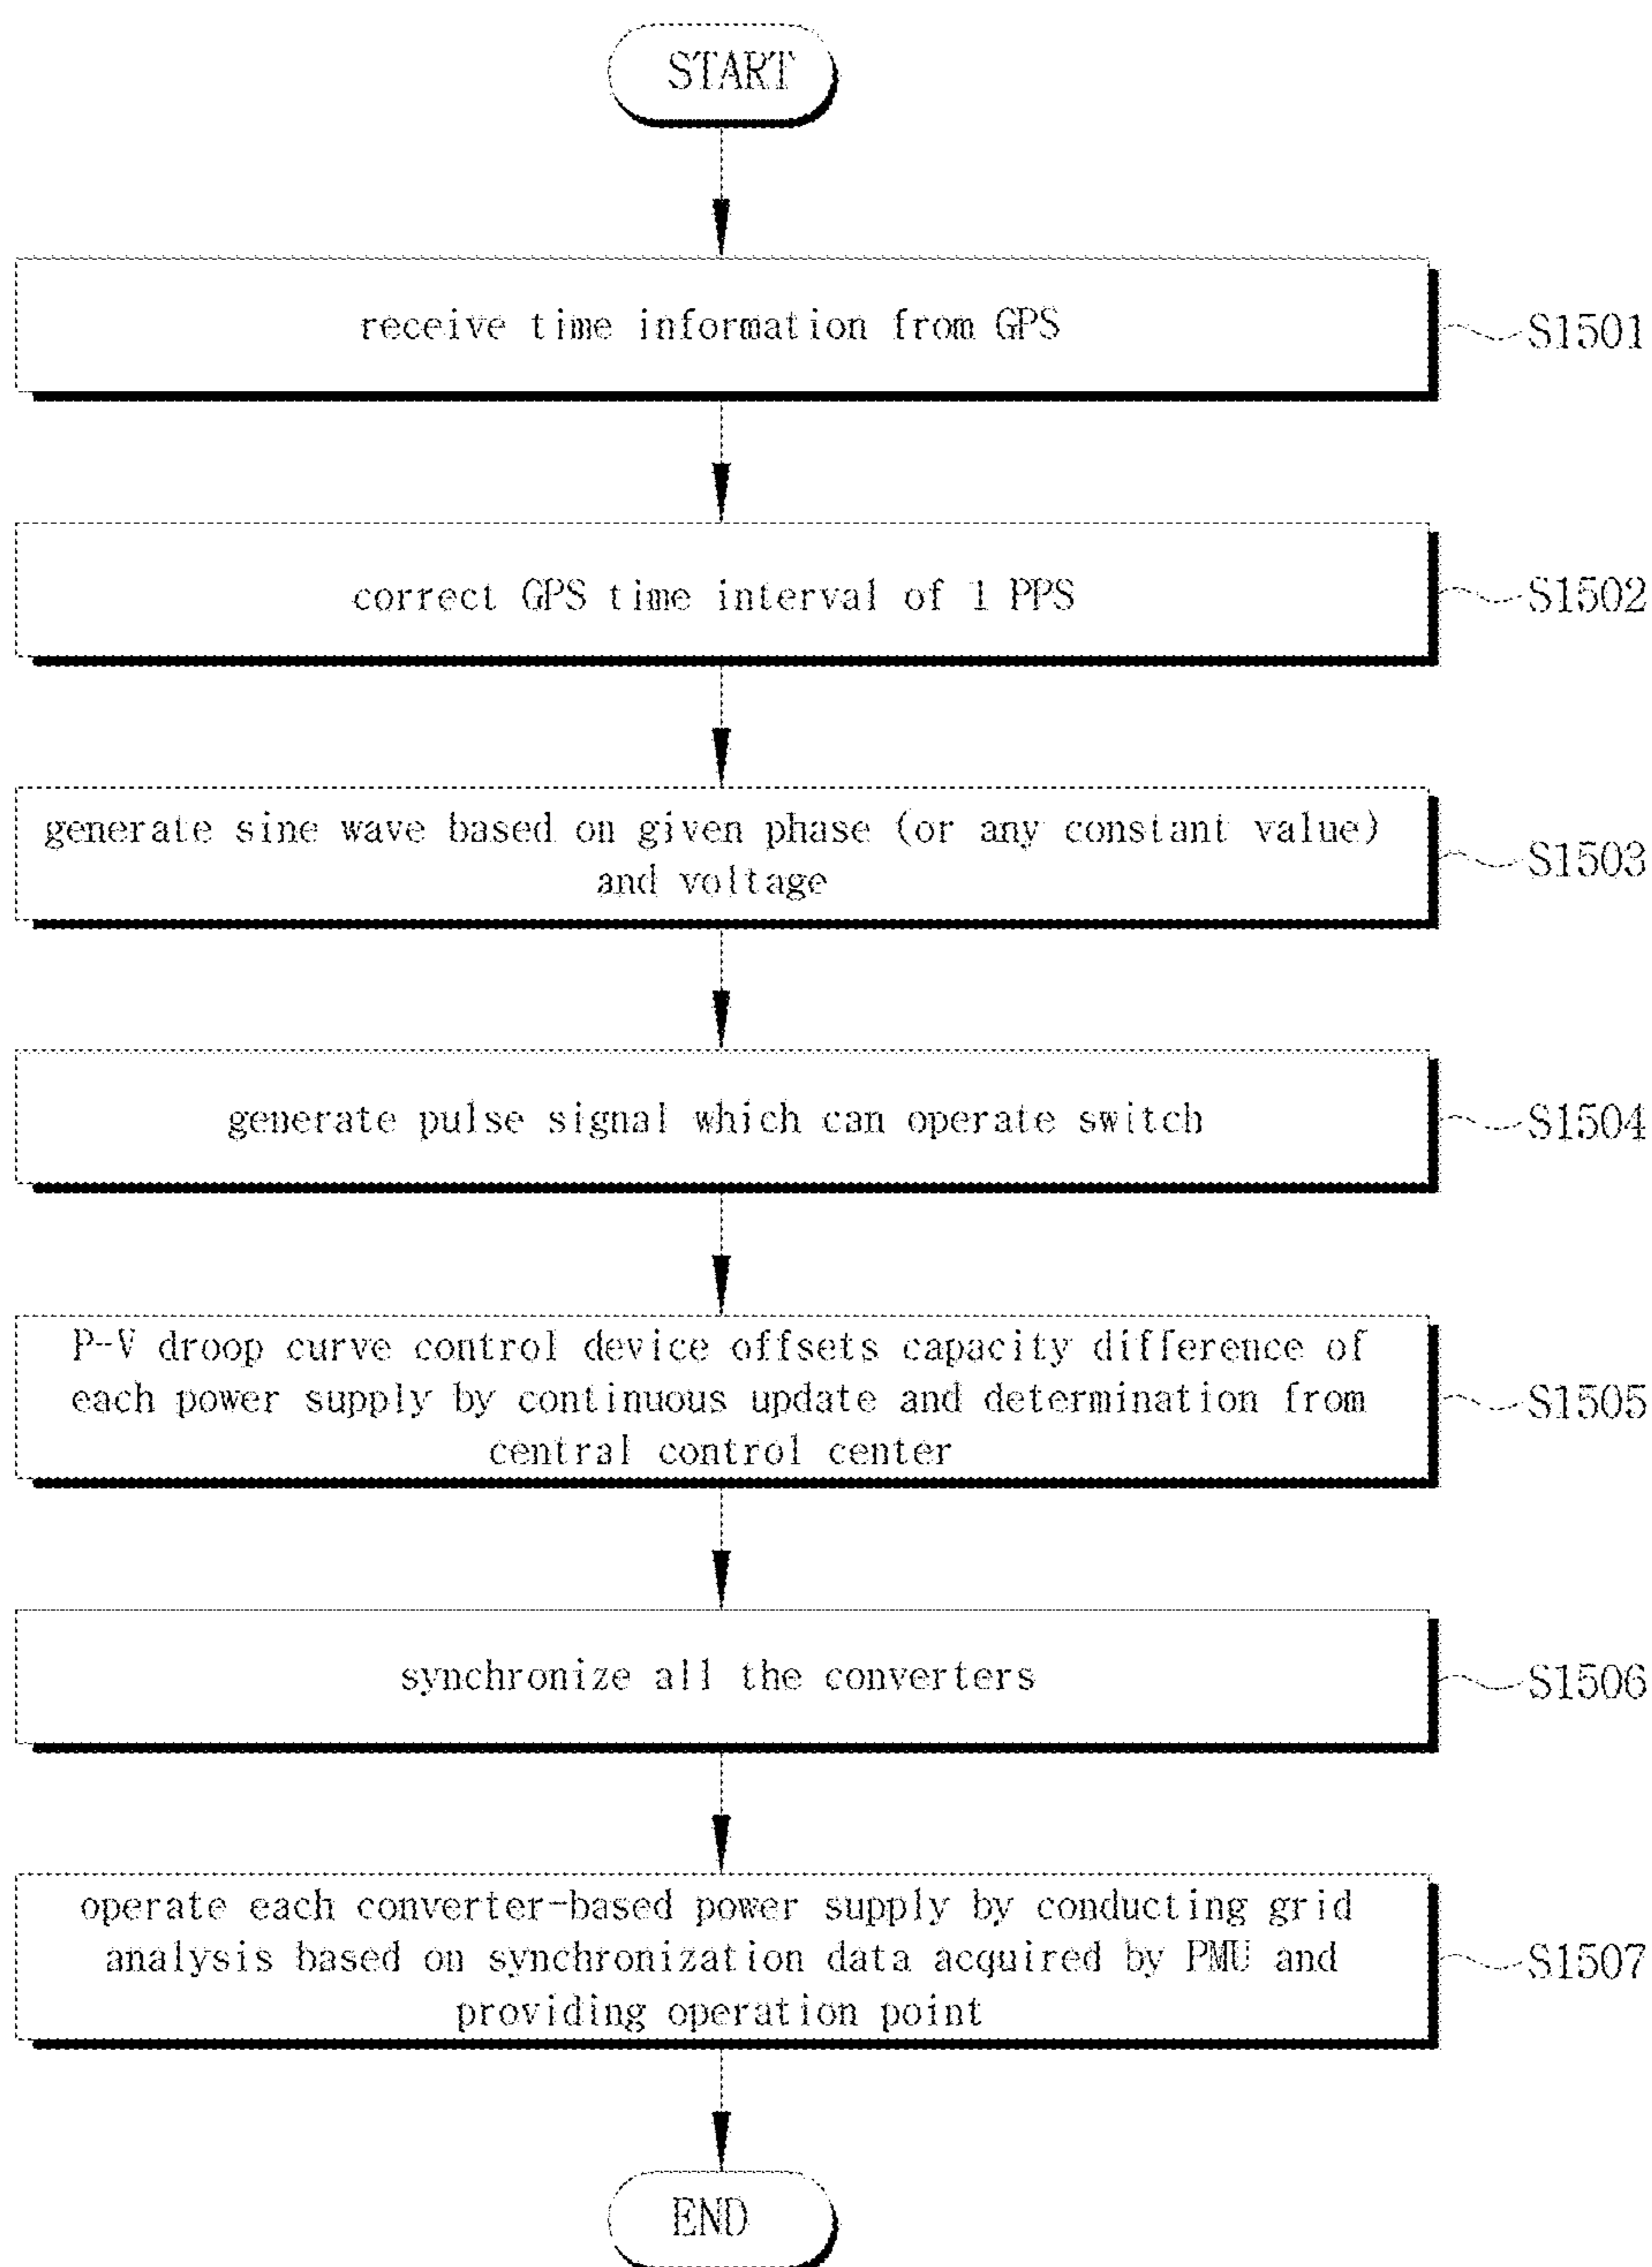 START
receive time information from GPS
S1501
correct GPS time interval of 1 PPS
S1502
generate sine wave based on given phase (or any constant value)
and voltage
S1503
generate pulse signal which can operate switch
S1504
P-V droop curve control device offsets capacity difference of
each power supply by continuous update and determination from
central control center
S1505
synchronize all the converters
S1506
operate each converter-based power supply by conducting grid
analysis based on synchronization data acquired by PMU and
providing operation point
S1507
END